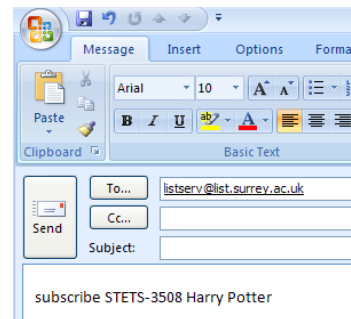 Message Insert Options Forma
Arial 10 A A
Paste B I U ab A
Clipboard Basic Text
To... listserv@list.surrey.ac.uk
Cc...
Send
Subject:
subscribe STETS-3508 Harry Potter